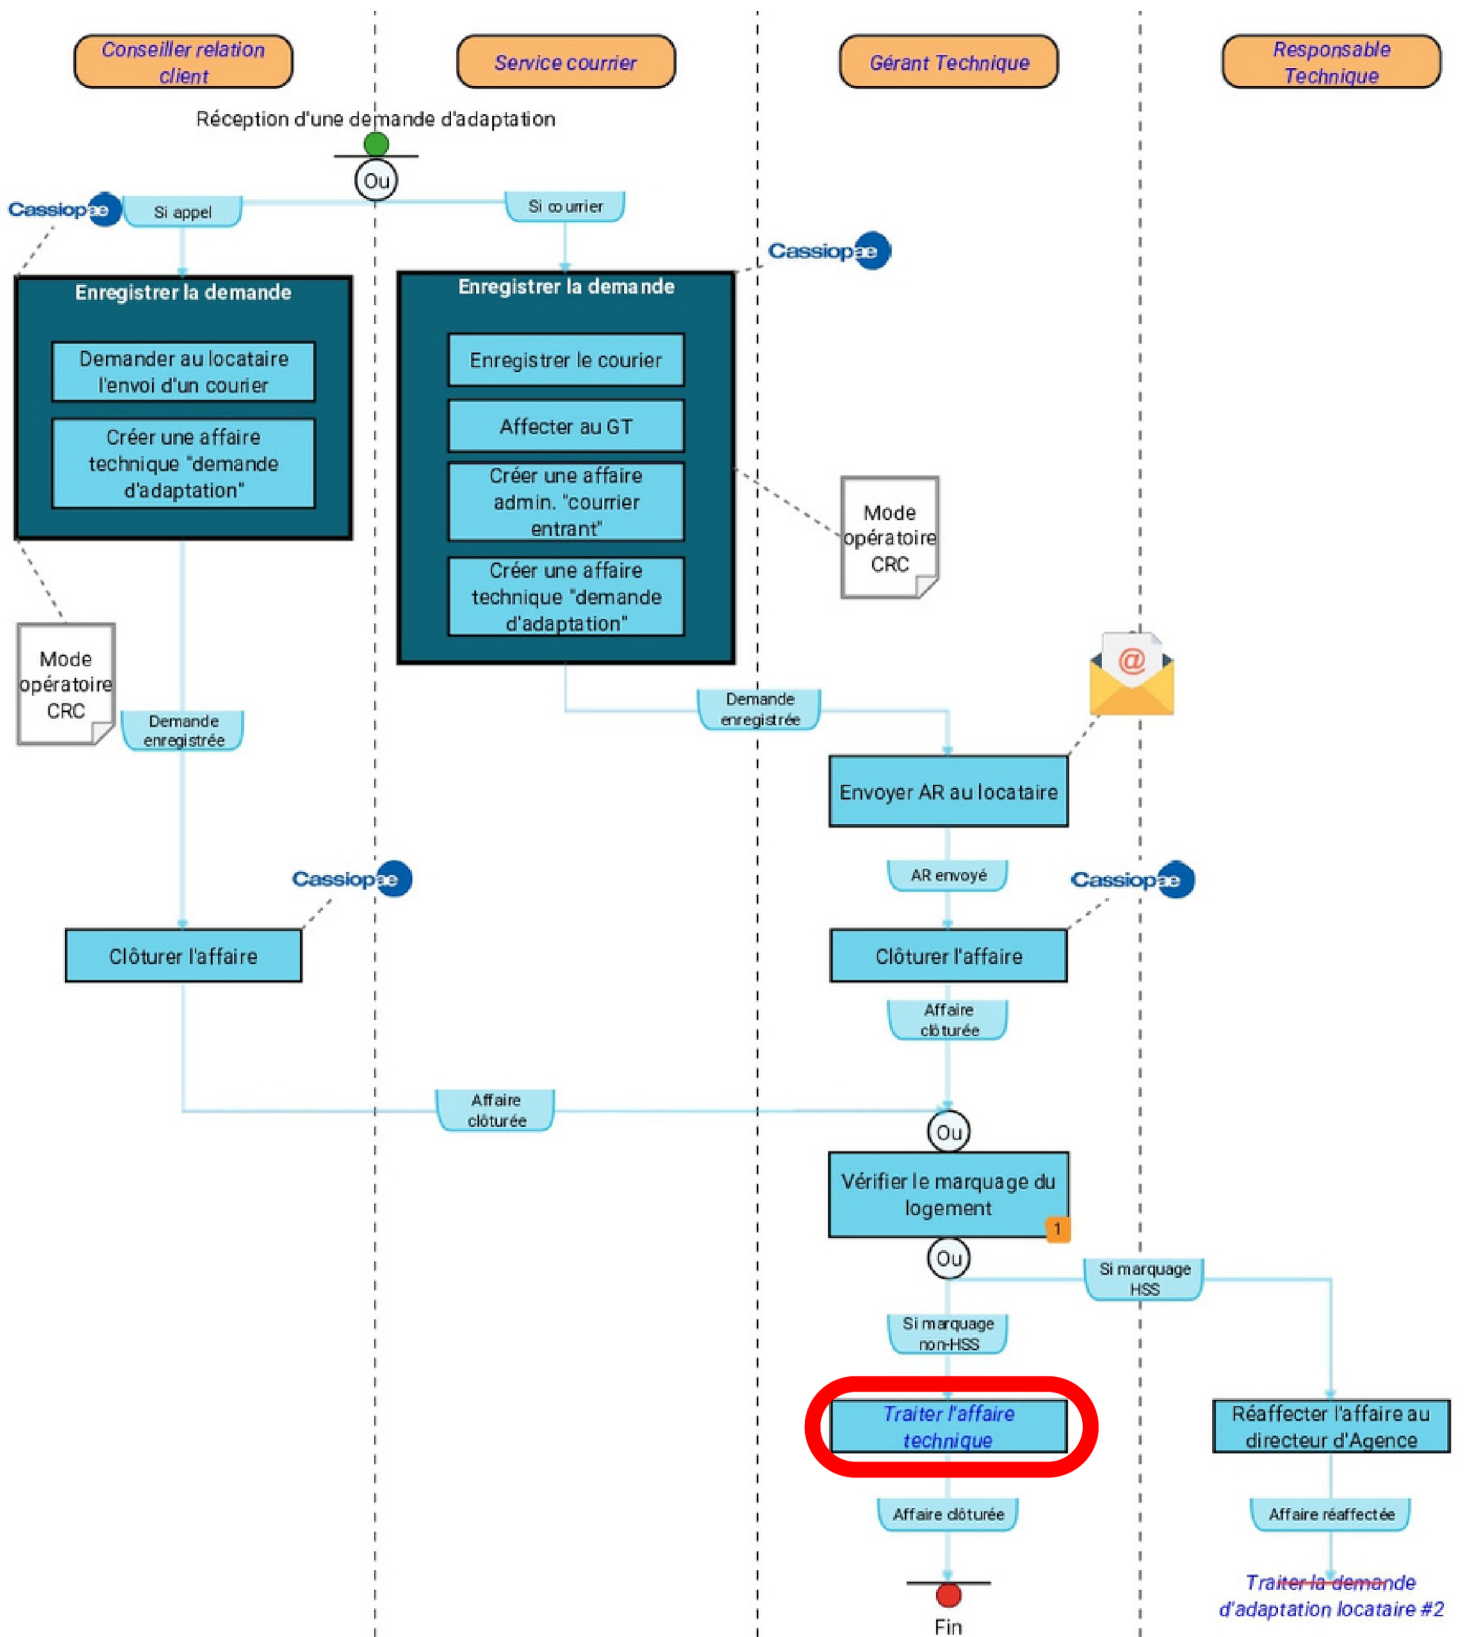 Conseiller relation
client
Service courrier
Gérant Technique
Responsable
Technique
Réception d'une demande d'adaptation
Ou
Cassiopae
Si appel
Si courrier
Cassiopae
Enregistrer la demande
Demander au locataire
l'envoi d'un courier
Créer une affaire
technique "demande
d'adaptation"
Enregistrer la demande
Enregistrer le courier
Affecter au GT
Créer une affaire
admin. "courrier
entrant"
Créer une affaire
technique "demande
d'adaptation"
Mode
opératoire
CRC
Mode
opératoire
CRC
@
Demande
enregistrée
Demande
enregistrée
Envoyer AR au locataire
AR envoyé
Cassiopae
Cassiopae
Clôturer l'affaire
Clôturer l'affaire
Affaire
clôturée
Affaire
clôturée
Ou
Vérifier le marquage du
logement
1
Ou
Si marquage
HSS
Si marquage
non-HSS
Traiter l'affaire
technique
Réaffecter l'affaire au
directeur d'Agence
Affaire clôturée
Affaire réaffectée
Fin
Traiter la demande
d'adaptation locataire #2